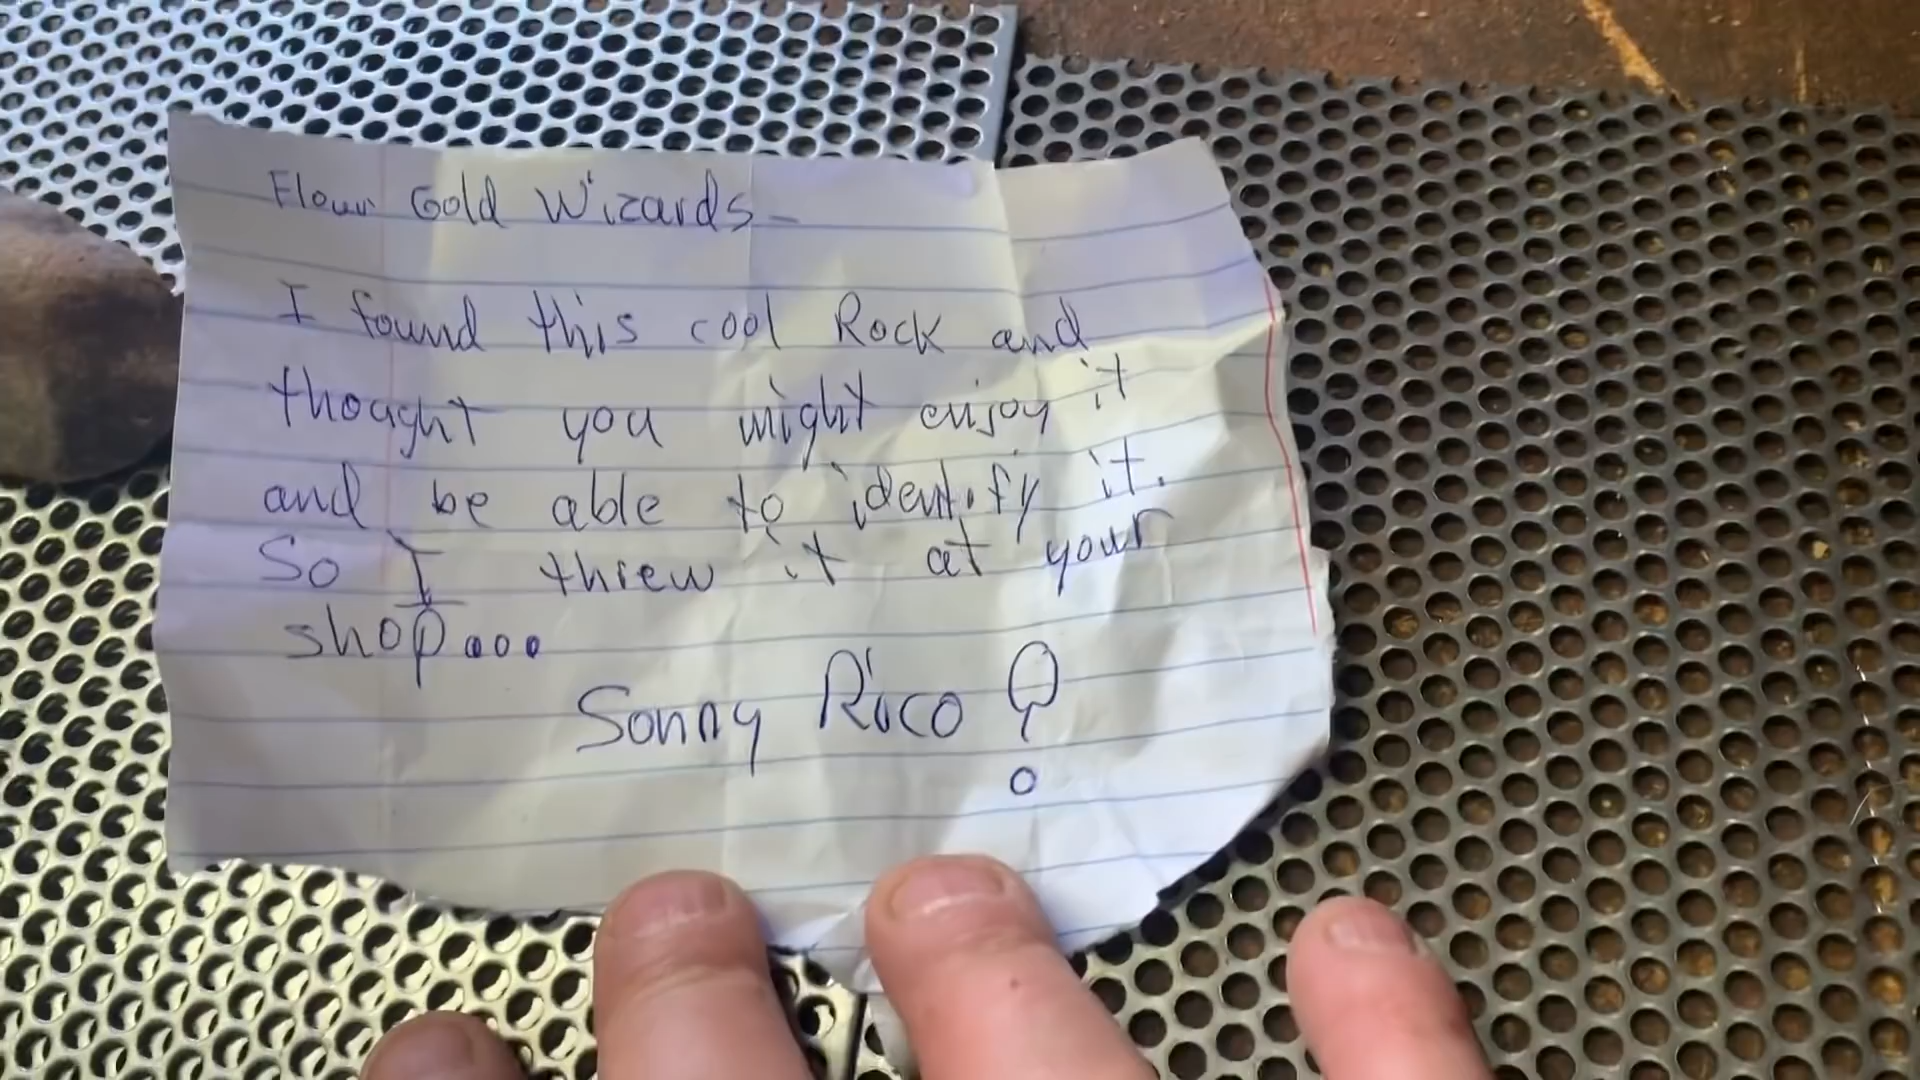 Flour Gold Wizards-
I found this cool Rock and
thought you might enjoy it
and be able to identify it.
So I threw it at your
shop...
Sonny Rico ?